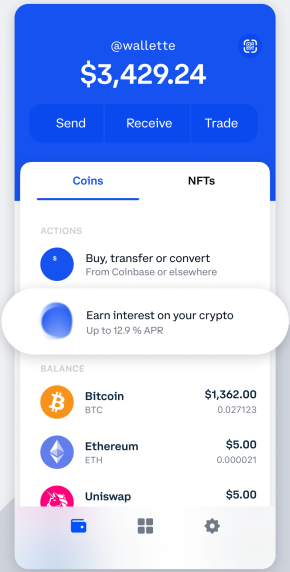 @wallette
$3,429.24
Send Receive Trade
Coins NFTs
ACTIONS
$
Buy, transfer or convert
From Coinbase or elsewhere
Earn interest on your crypto
Up to 12.9 % APR
BALANCE
Bitcoin $1,362.00
BTC 0.027123
Ethereum $5.00
ETH 0.000021
Uniswap $5.00